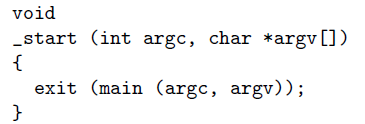 void
_start (int argc, char *argv[])
{
  exit (main (argc, argv));
}